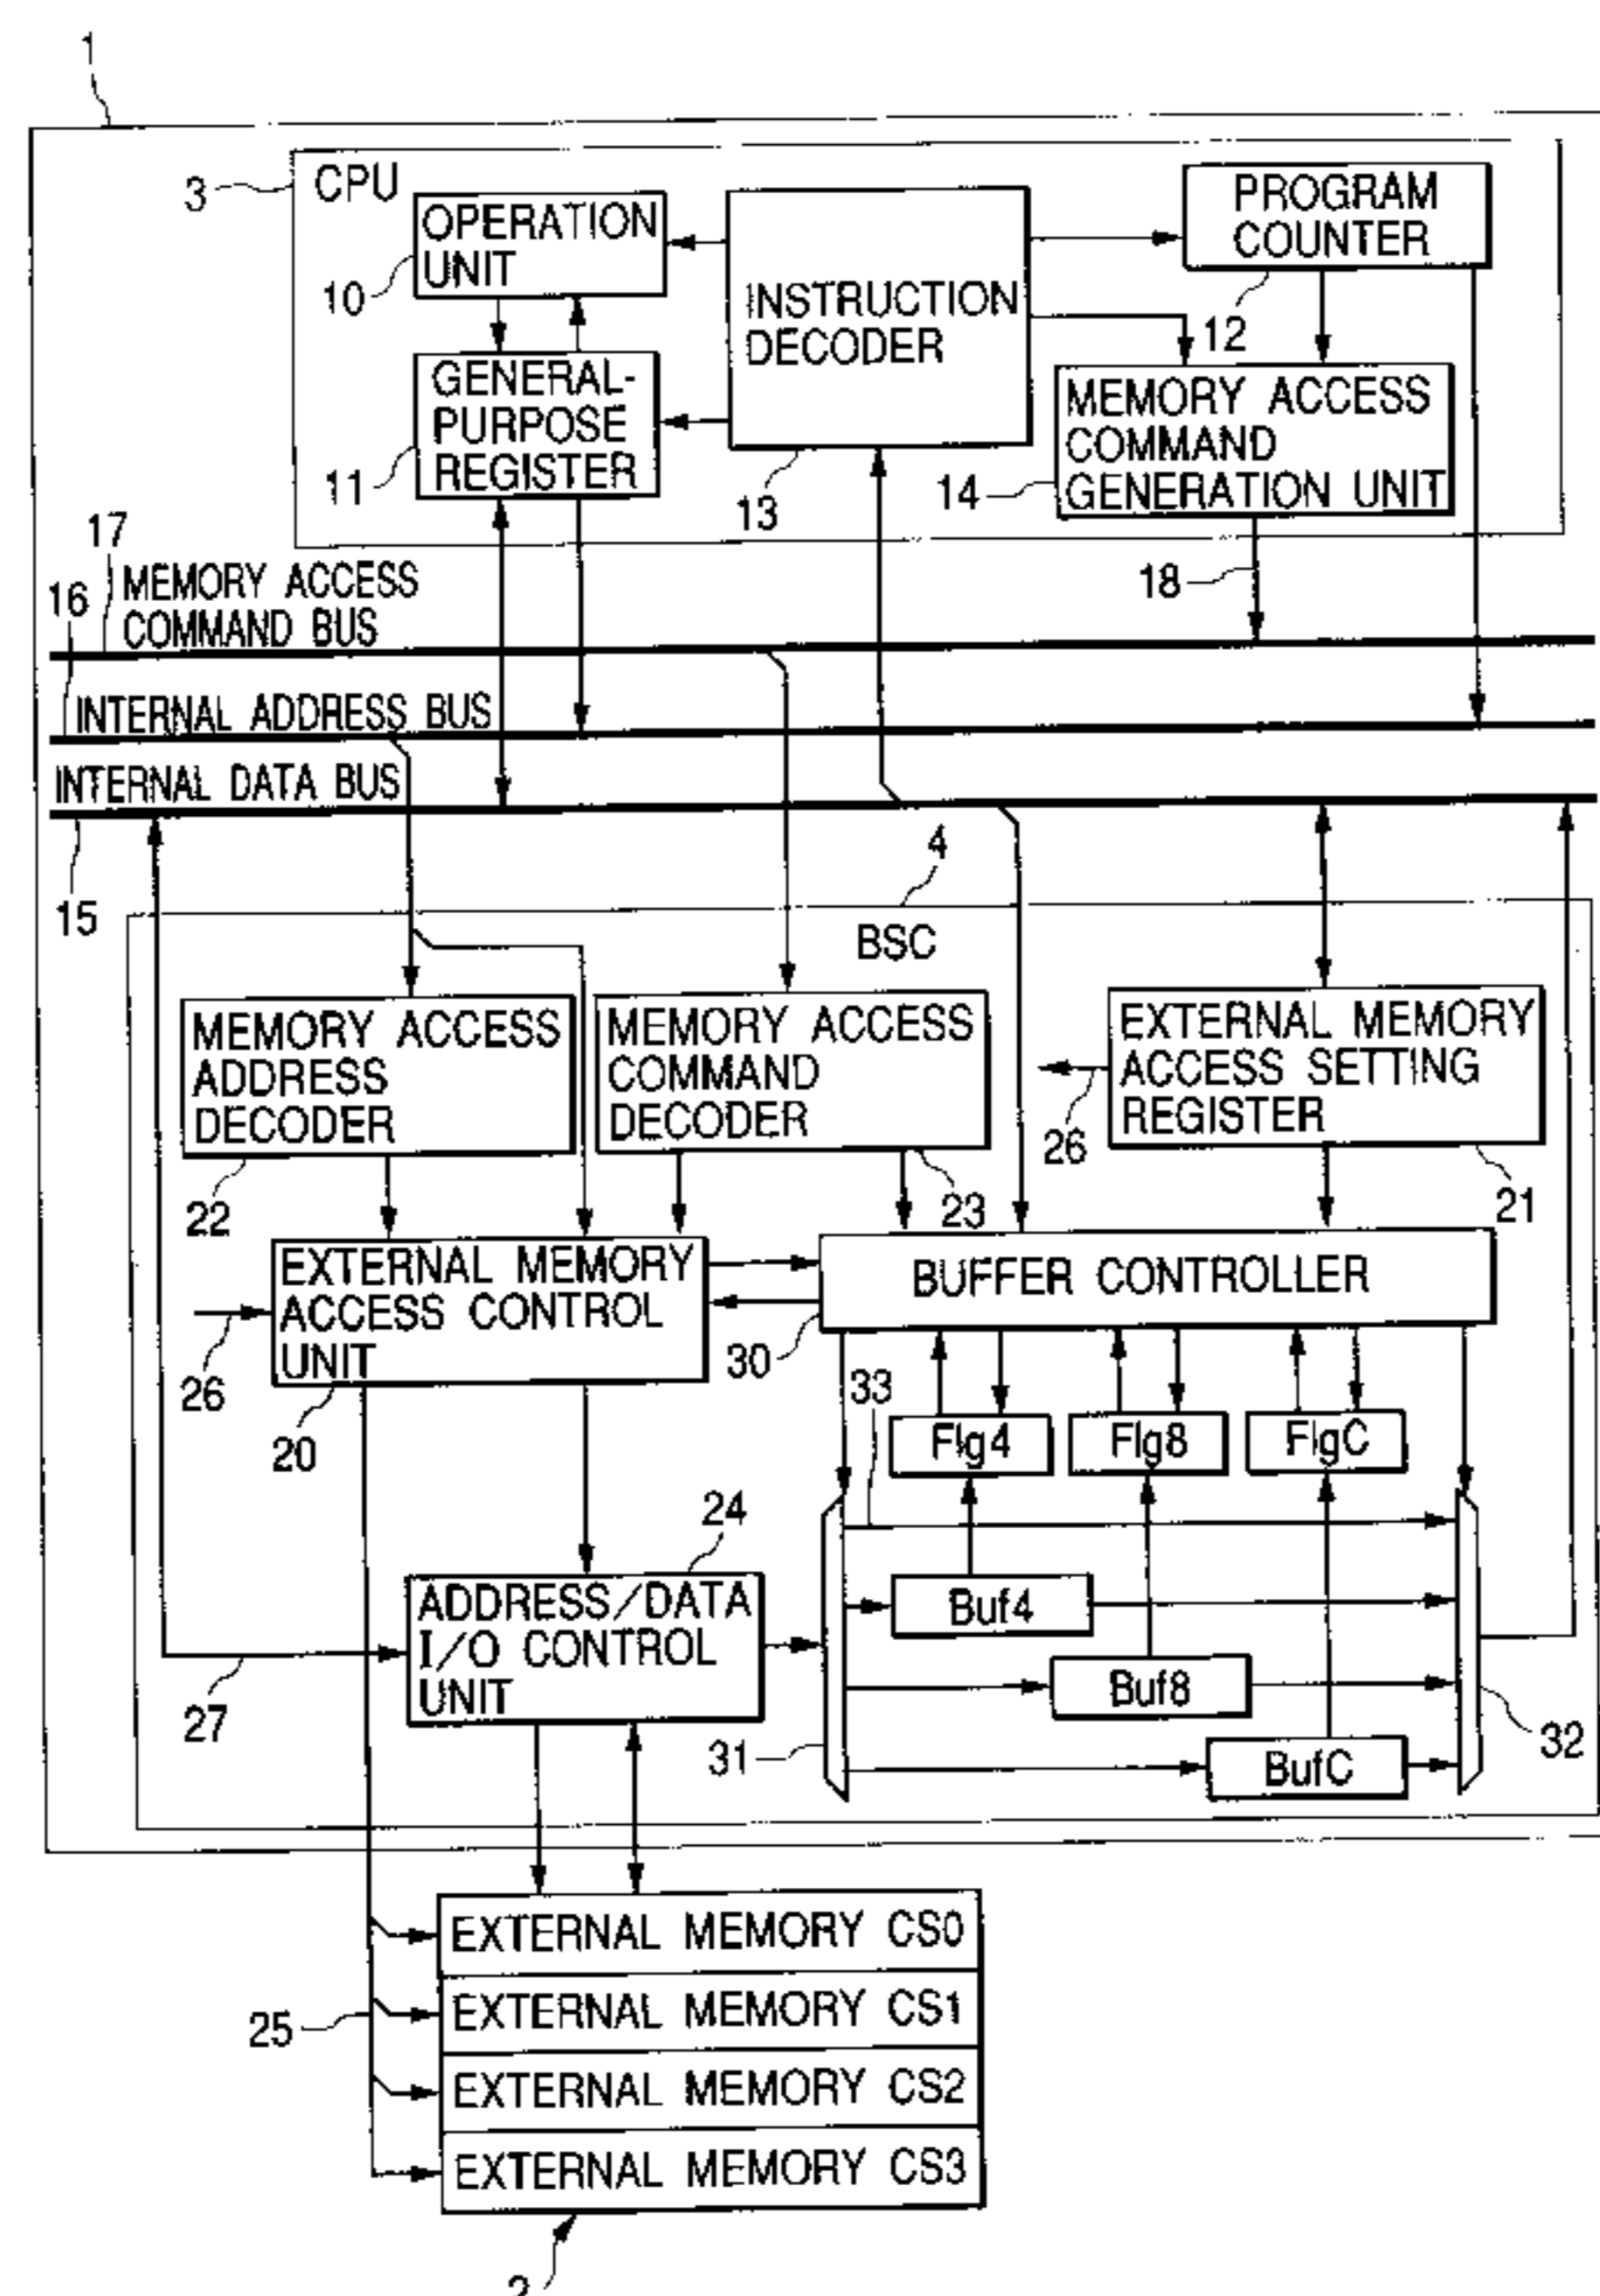 1
3
CPU
OPERATION
UNIT
10
INSTRUCTION
DECODER
13
PROGRAM
COUNTER
12
GENERAL-
PURPOSE
REGISTER
11
MEMORY ACCESS
COMMAND
GENERATION UNIT
14
18
17
MEMORY ACCESS
COMMAND BUS
16
INTERNAL ADDRESS BUS
INTERNAL DATA BUS
15
4
BSC
MEMORY ACCESS
ADDRESS
DECODER
22
MEMORY ACCESS
COMMAND
DECODER
23
EXTERNAL MEMORY
ACCESS SETTING
REGISTER
26
21
EXTERNAL MEMORY
ACCESS CONTROL
UNIT
26
20
BUFFER CONTROLLER
30
33
Flg4
Flg8
FlgC
24
ADDRESS/DATA
I/O CONTROL
UNIT
27
Buf4
Buf8
BufC
31
32
EXTERNAL MEMORY CS0
EXTERNAL MEMORY CS1
25
EXTERNAL MEMORY CS2
EXTERNAL MEMORY CS3
2